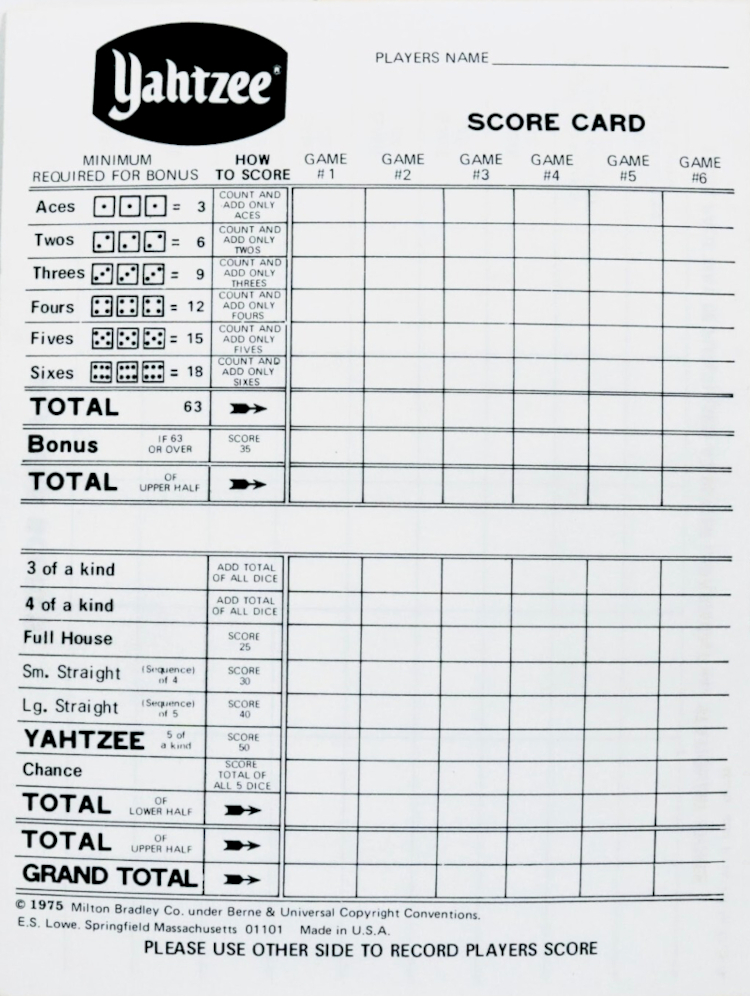 Yahtzee®
PLAYERS NAME
SCORE CARD
MINIMUM REQUIRED FOR BONUS
HOW TO SCORE
GAME #1
GAME #2
GAME #3
GAME #4
GAME #5
GAME #6
Aces = 3 COUNT AND ADD ONLY ACES
Twos = 6 COUNT AND ADD ONLY TWOS
Threes = 9 COUNT AND ADD ONLY THREES
Fours = 12 COUNT AND ADD ONLY FOURS
Fives = 15 COUNT AND ADD ONLY FIVES
Sixes = 18 COUNT AND ADD ONLY SIXES
TOTAL 63
Bonus IF 63 OR OVER SCORE 35
TOTAL OF UPPER HALF
3 of a kind ADD TOTAL OF ALL DICE
4 of a kind ADD TOTAL OF ALL DICE
Full House SCORE 25
Sm. Straight (Sequence) of 4 SCORE 30
Lg. Straight (Sequence) of 5 SCORE 40
YAHTZEE 5 of a kind SCORE 50
Chance SCORE TOTAL OF ALL 5 DICE
TOTAL OF LOWER HALF
TOTAL OF UPPER HALF
GRAND TOTAL
© 1975 Milton Bradley Co. under Berne & Universal Copyright Conventions.
E.S. Lowe. Springfield Massachusetts 01101 Made in U.S.A.
PLEASE USE OTHER SIDE TO RECORD PLAYERS SCORE